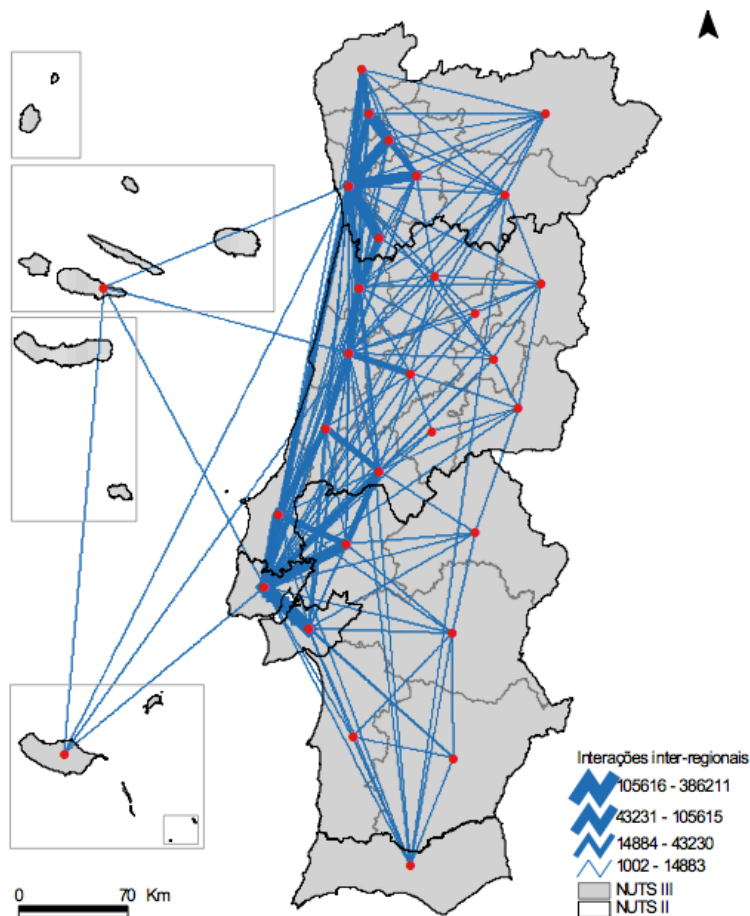 Interações inter-regionais
105616 - 386211
43231 - 105615
14884 - 43230
1002 - 14883
NUTS III
NUTS II
0 70 Km